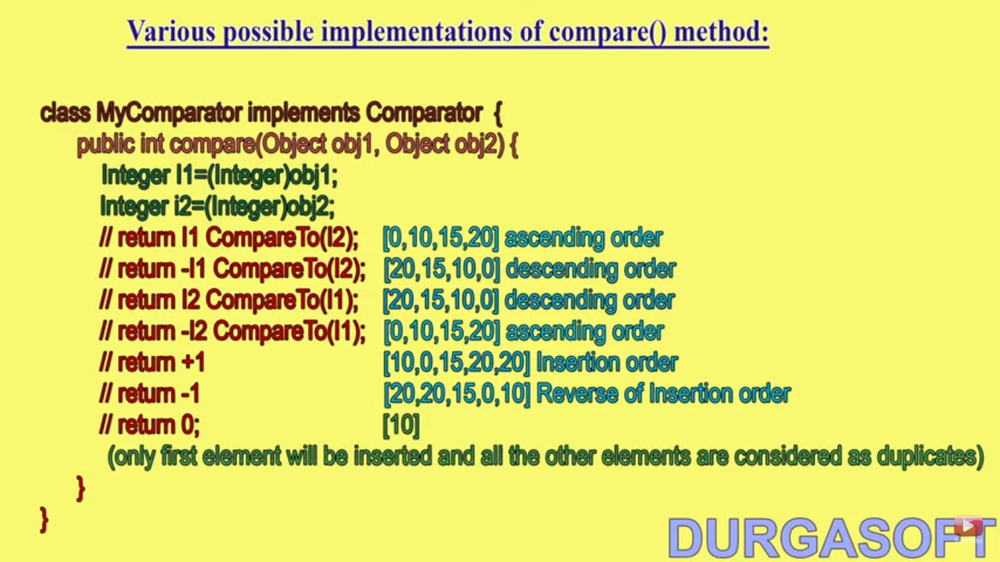 Various possible implementations of compare() method:
class MyComparator implements Comparator {
public int compare(Object obj1, Object obj2) {
Integer I1=(Integer)obj1;
Integer i2=(Integer)obj2;
// return I1 CompareTo(I2); [0,10,15,20] ascending order
// return -I1 CompareTo(I2); [20,15,10,0] descending order
// return I2 CompareTo(I1); [20,15,10,0] descending order
// return -I2 CompareTo(I1); [0,10,15,20] ascending order
// return +1 [10,0,15,20,20] Insertion order
// return -1 [20,20,15,0,10] Reverse of Insertion order
// return 0; [10]
(only first element will be inserted and all the other elements are considered as duplicates)
}
}
DURGASOFT